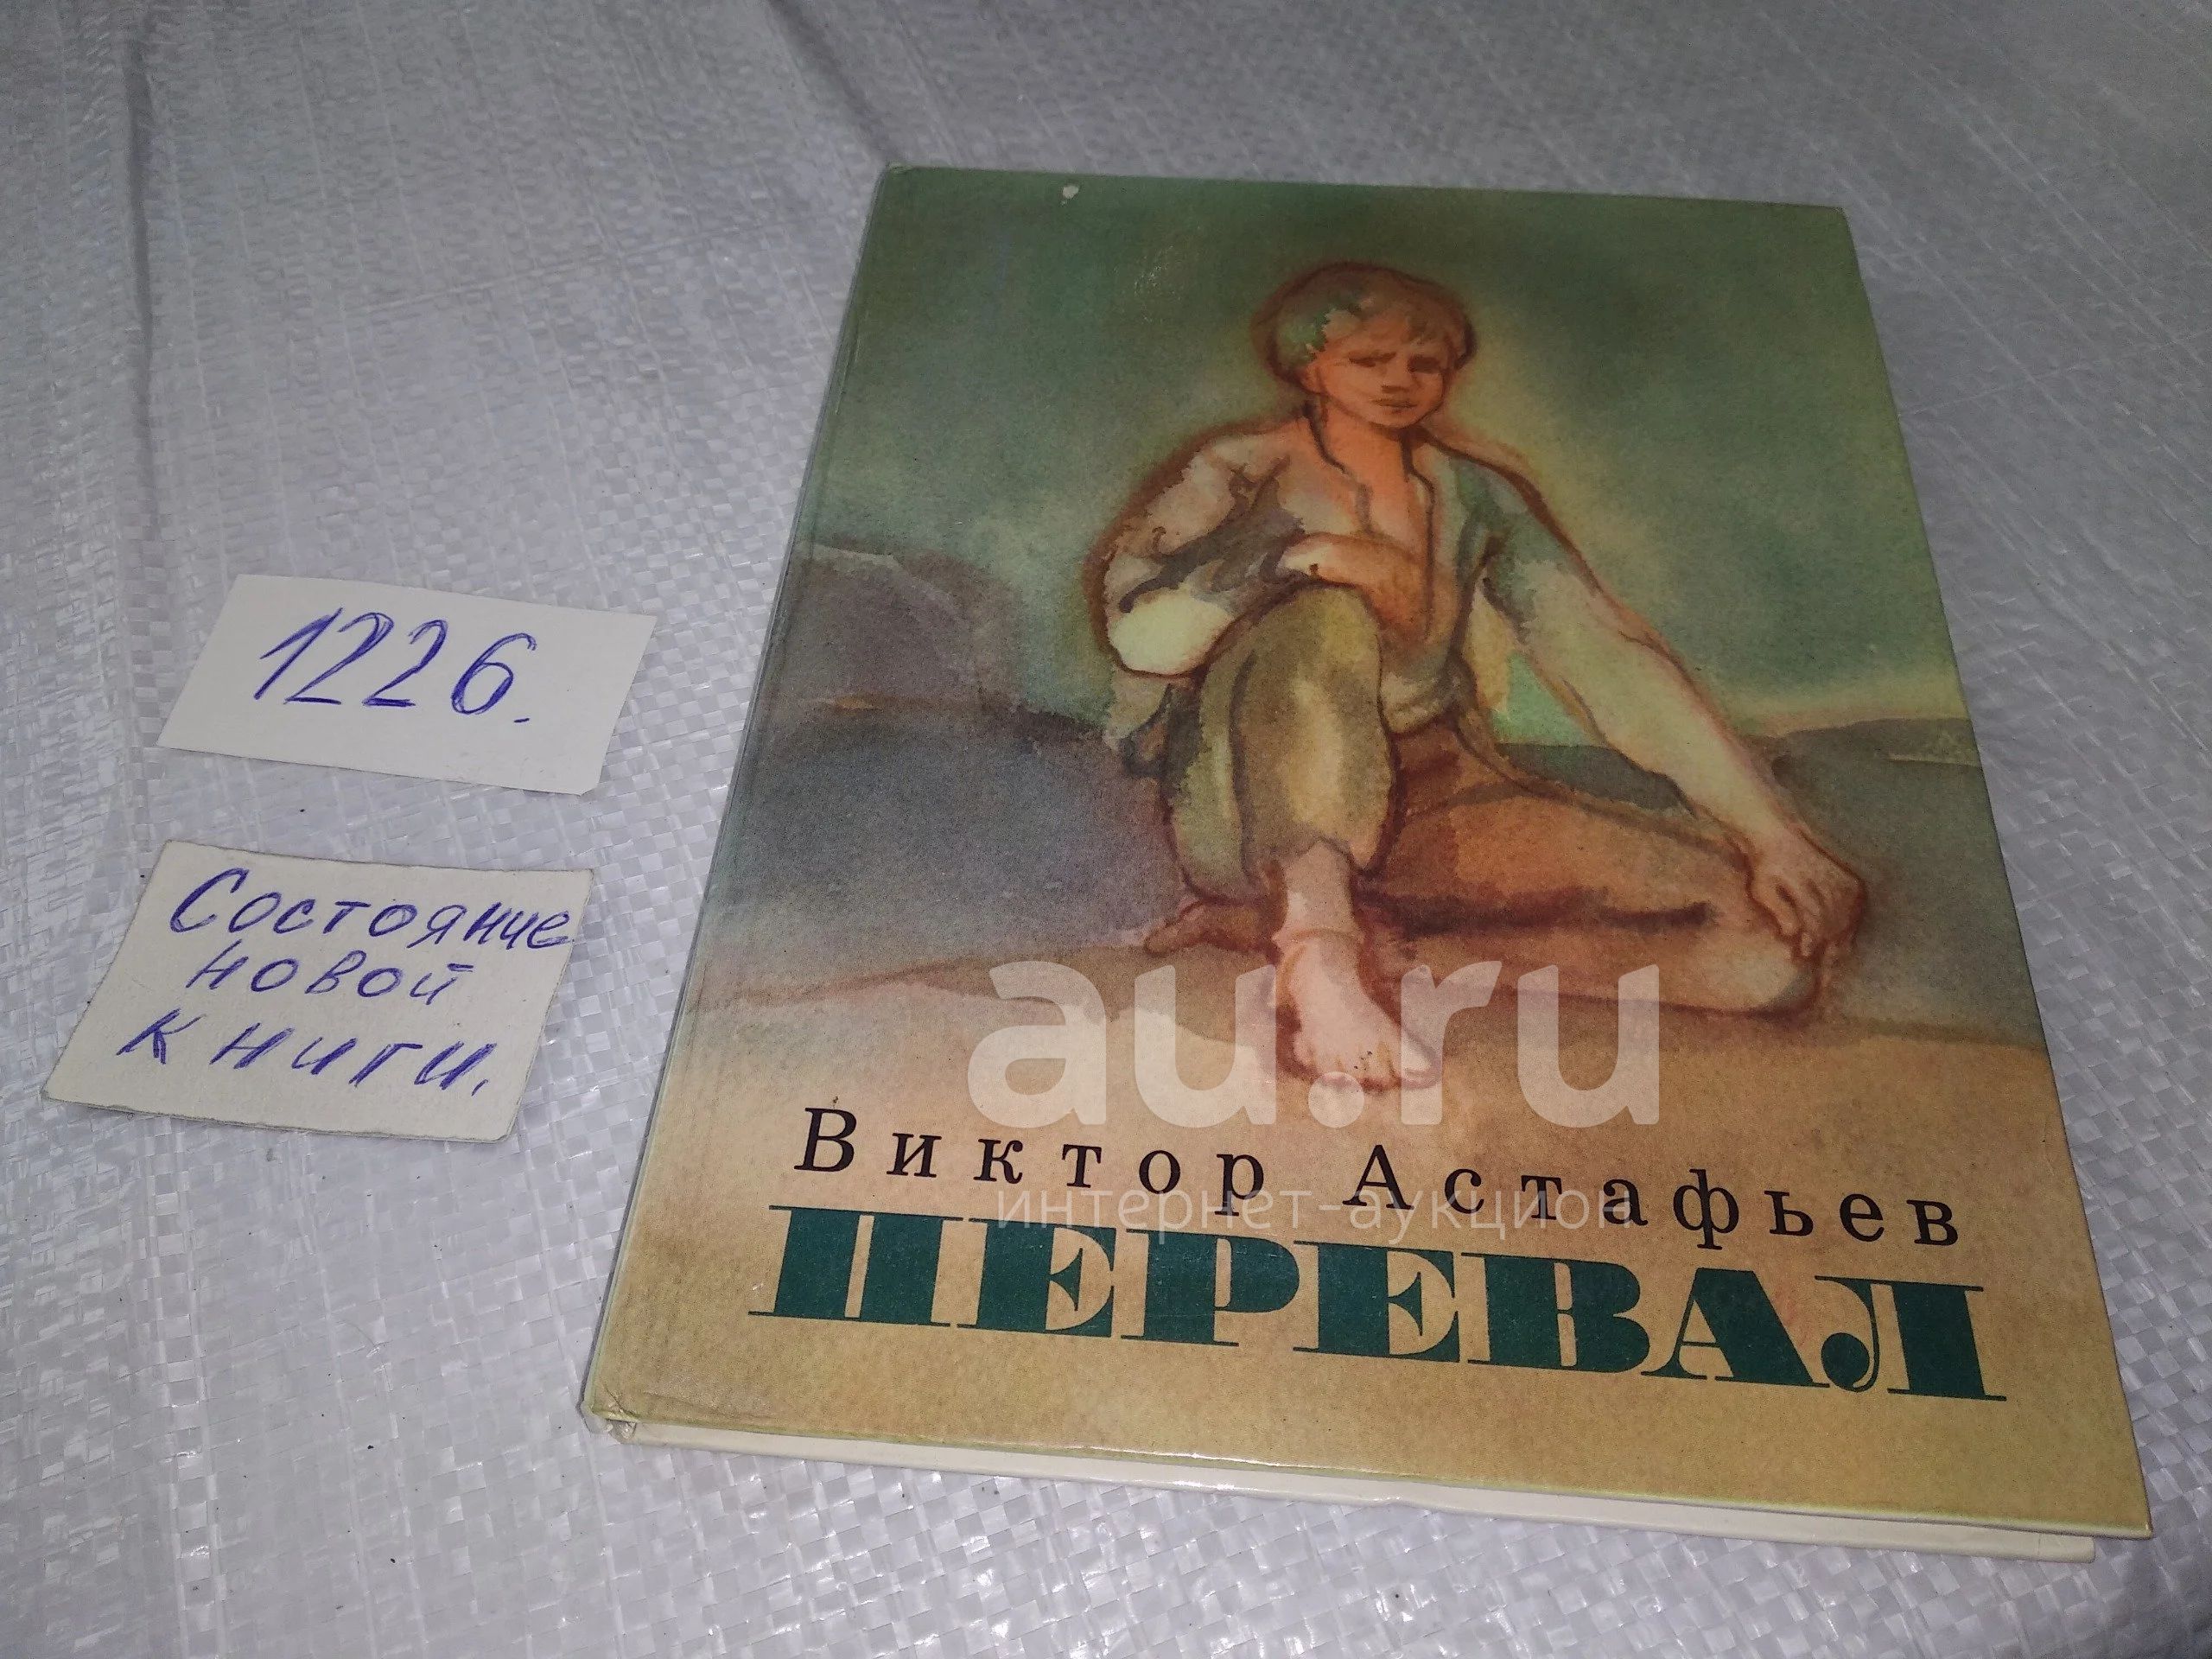 1226.
Состояние
новой
книги.
au.ru
интернет-аукцион
Виктор Астафьев
ПЕРЕВАЛ